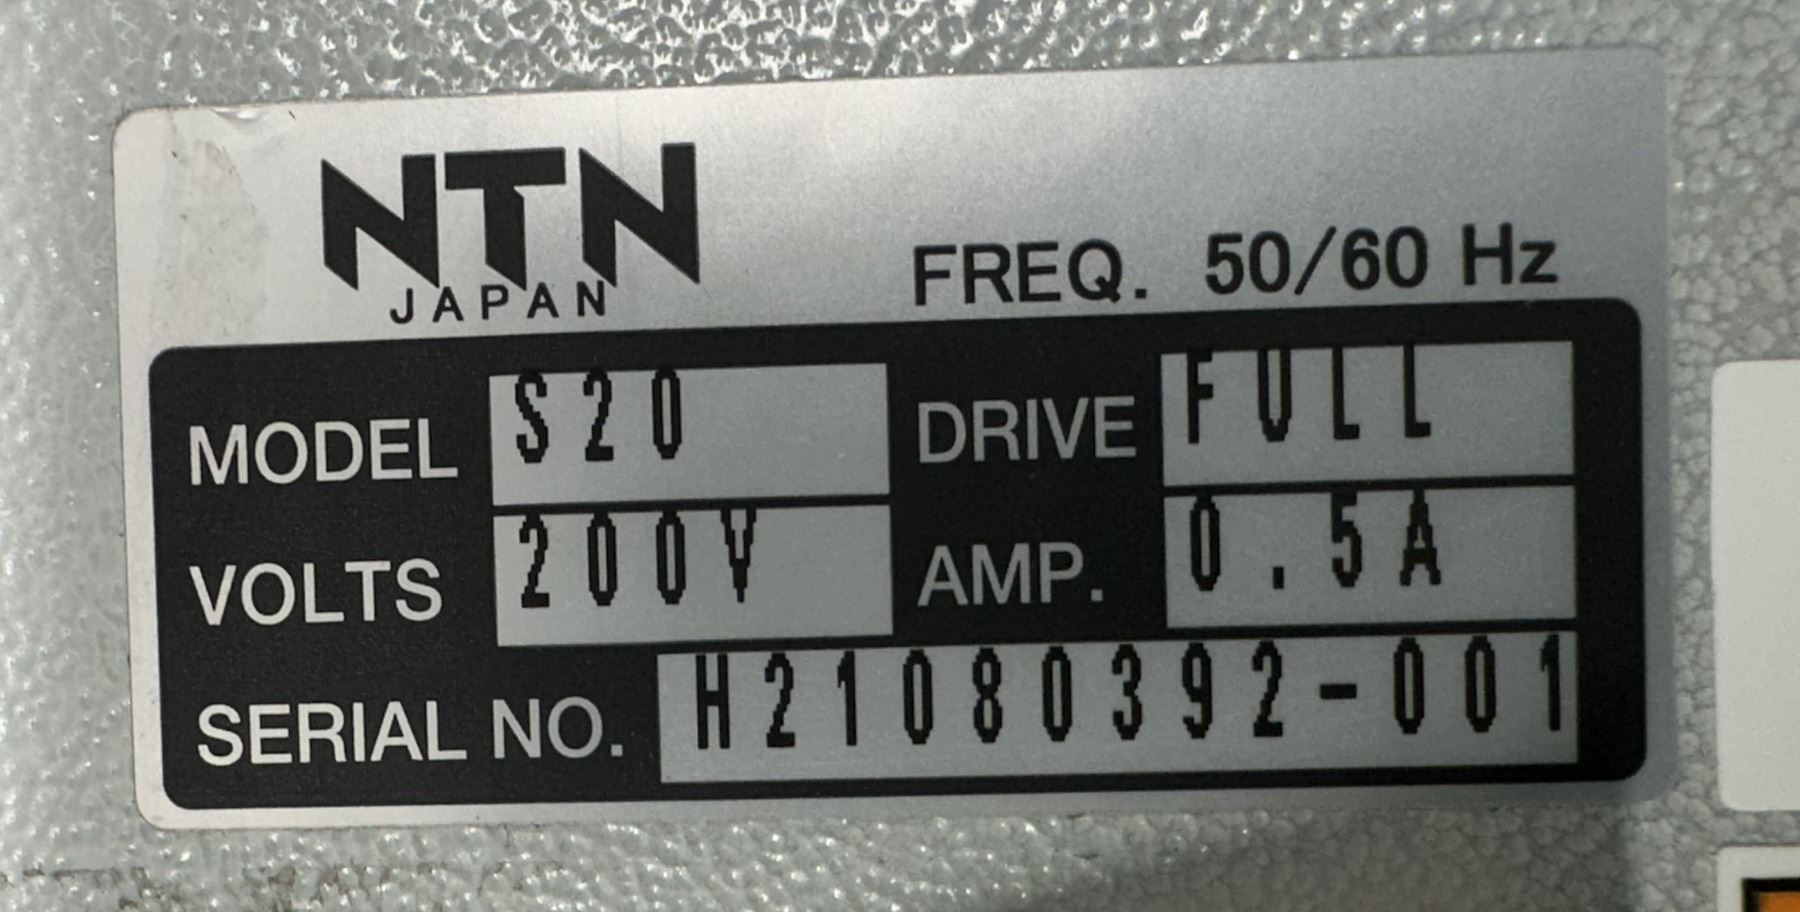 NTN
JAPAN
FREQ. 50/60 Hz
MODEL S20 DRIVE FULL
VOLTS 200V AMP. 0.5A
SERIAL NO. H21080392-001